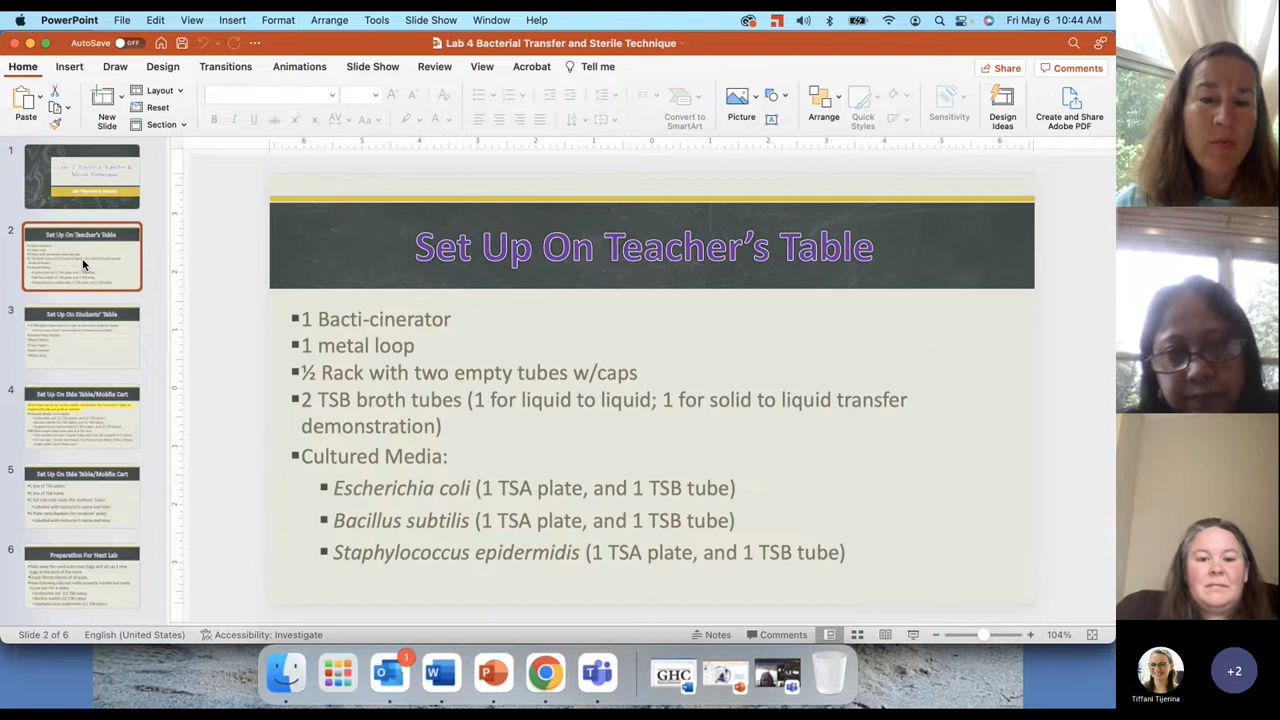 PowerPoint File Edit View Insert Format Arrange Tools Slide Show Window Help Fri May 6 10:44 AM
AutoSave OFF Lab 4 Bacterial Transfer and Sterile Technique
Home Insert Draw Design Transitions Animations Slide Show Review View Acrobat Tell me Share Comments
Paste New Slide Layout Reset Section Convert to SmartArt Picture Arrange Quick Styles Sensitivity Design Ideas Create and Share Adobe PDF
1
2
Set Up On Teacher's Table
3
Set Up On Students' Table
4
Set Up On Side Table/Mobile Cart
5
Set Up On Side Table/Mobile Cart
6
Preparation For Next Lab
Set Up On Teacher's Table
▪1 Bacti-cinerator
▪1 metal loop
▪½ Rack with two empty tubes w/caps
▪2 TSB broth tubes (1 for liquid to liquid; 1 for solid to liquid transfer
demonstration)
▪Cultured Media:
▪ Escherichia coli (1 TSA plate, and 1 TSB tube)
▪ Bacillus subtilis (1 TSA plate, and 1 TSB tube)
▪ Staphylococcus epidermidis (1 TSA plate, and 1 TSB tube)
Slide 2 of 6 English (United States) Accessibility: Investigate Notes Comments 104%
1
GHC
Tiffani Tijerina
+2